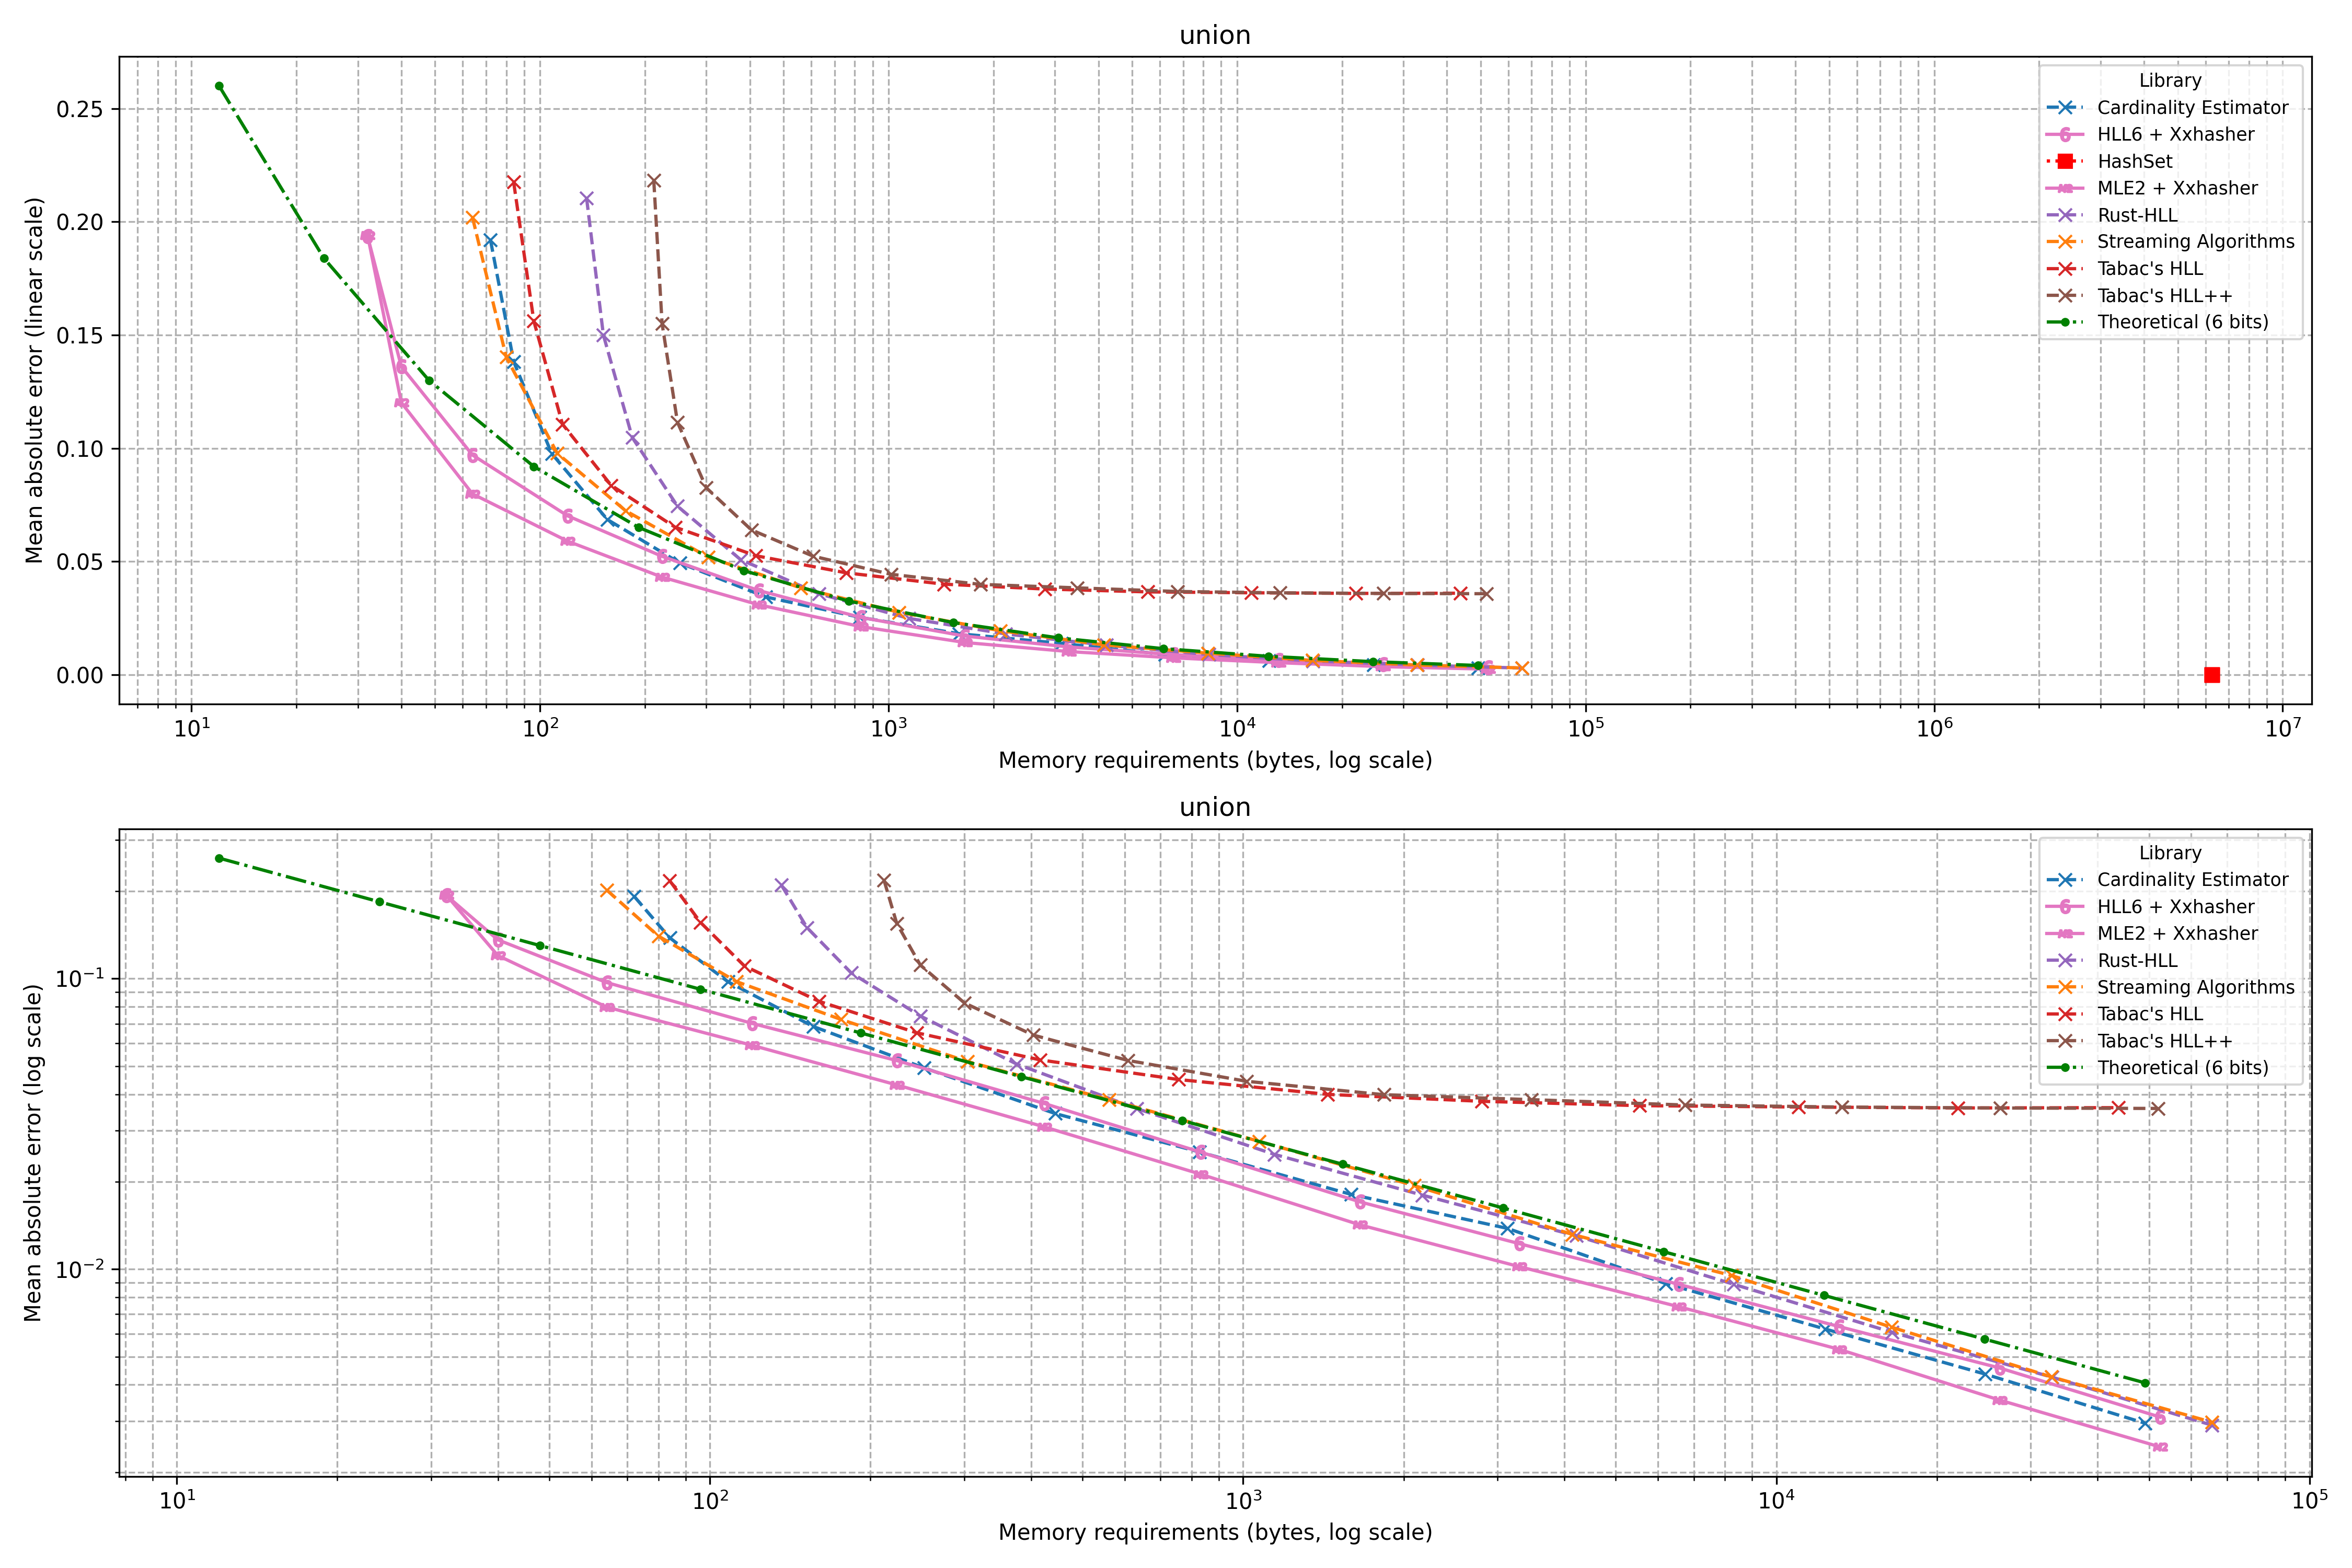 union
Mean absolute error (linear scale)
0.25
0.20
0.15
0.10
0.05
0.00
Library
Cardinality Estimator
HLL6 + Xxhasher
HashSet
MLE2 + Xxhasher
Rust-HLL
Streaming Algorithms
Tabac's HLL
Tabac's HLL++
Theoretical (6 bits)
10¹ 10² 10³ 10⁴ 10⁵ 10⁶ 10⁷
Memory requirements (bytes, log scale)
union
Mean absolute error (log scale)
10⁻¹
10⁻²
Library
Cardinality Estimator
HLL6 + Xxhasher
MLE2 + Xxhasher
Rust-HLL
Streaming Algorithms
Tabac's HLL
Tabac's HLL++
Theoretical (6 bits)
10¹ 10² 10³ 10⁴ 10⁵
Memory requirements (bytes, log scale)